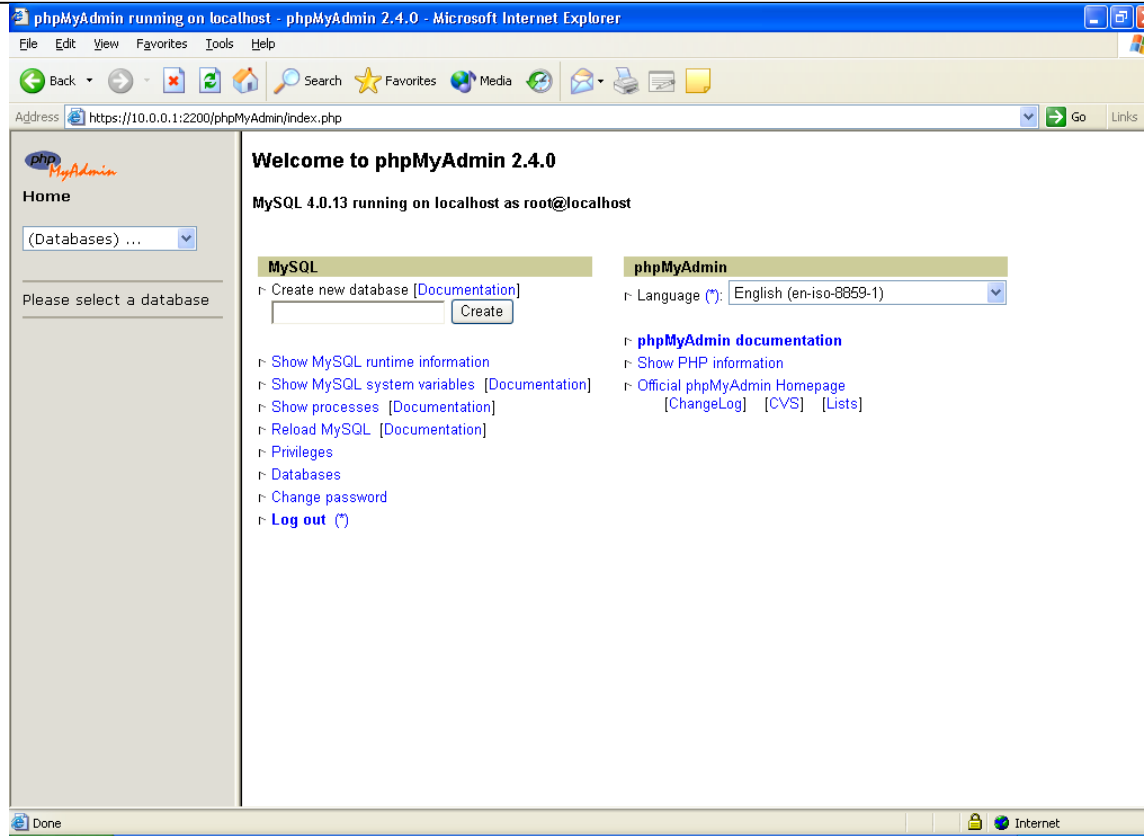 phpMyAdmin running on localhost - phpMyAdmin 2.4.0 - Microsoft Internet Explorer
File Edit View Favorites Tools Help
Back Search Favorites Media
Address https://10.0.0.1:2200/phpMyAdmin/index.php Go Links
php
MyAdmin
Home
(Databases) ...
Please select a database
Welcome to phpMyAdmin 2.4.0
MySQL 4.0.13 running on localhost as root@localhost
MySQL
Create new database [Documentation]
Create
Show MySQL runtime information
Show MySQL system variables [Documentation]
Show processes [Documentation]
Reload MySQL [Documentation]
Privileges
Databases
Change password
Log out (*)
phpMyAdmin
Language (*): English (en-iso-8859-1)
phpMyAdmin documentation
Show PHP information
Official phpMyAdmin Homepage
[ChangeLog] [CVS] [Lists]
Done Internet